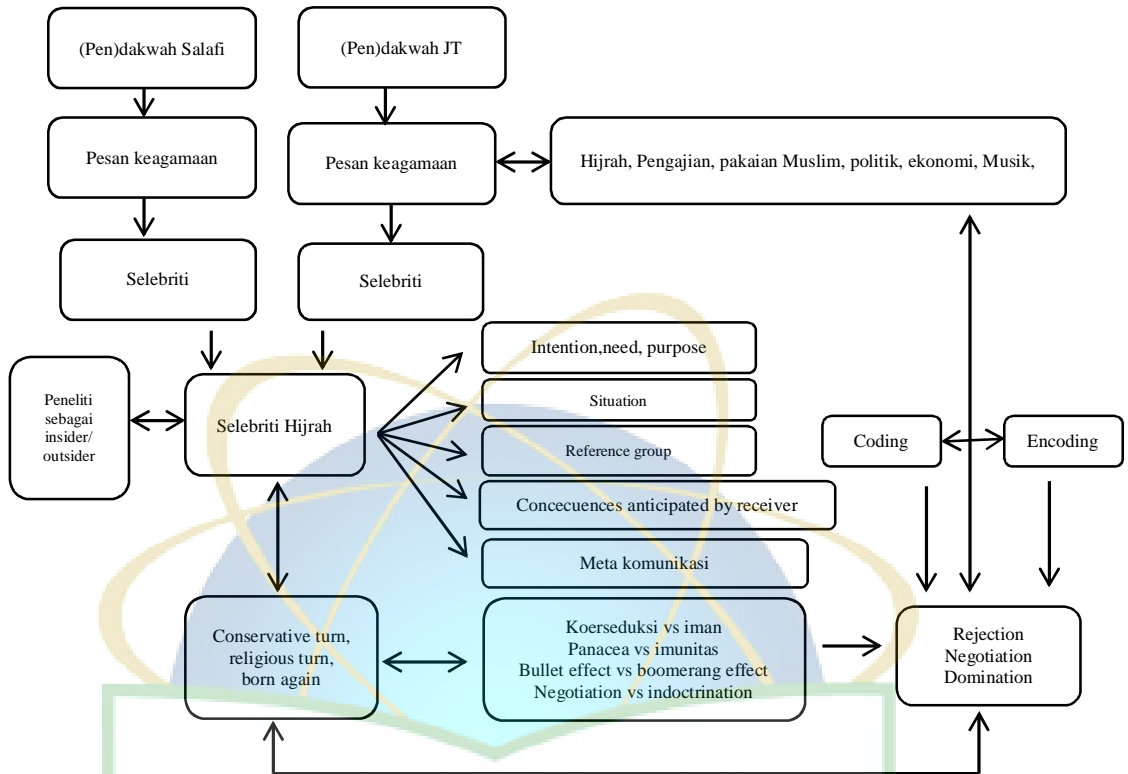 (Pen)dakwah Salafi
(Pen)dakwah JT
Pesan keagamaan
Pesan keagamaan
Hijrah, Pengajian, pakaian Muslim, politik, ekonomi, Musik,
Selebriti
Selebriti
Intention,need, purpose
Situation
Reference group
Concecuences anticipated by receiver
Meta komunikasi
Peneliti
sebagai
insider/
outsider
Selebriti Hijrah
Coding
Encoding
Conservative turn,
religious turn,
born again
Koerseduksi vs iman
Panacea vs imunitas
Bullet effect vs boomerang effect
Negotiation vs indoctrination
Rejection
Negotiation
Domination